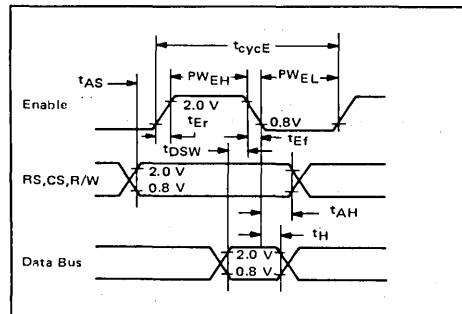 tcycE
tAS
PWEH
PWEL
Enable
2.0 V
0.8V
tEr
tEf
tDSW
RS,CS,R/W
2.0 V
0.8 V
tAH
tH
Data Bus
2.0 V
0.8 V